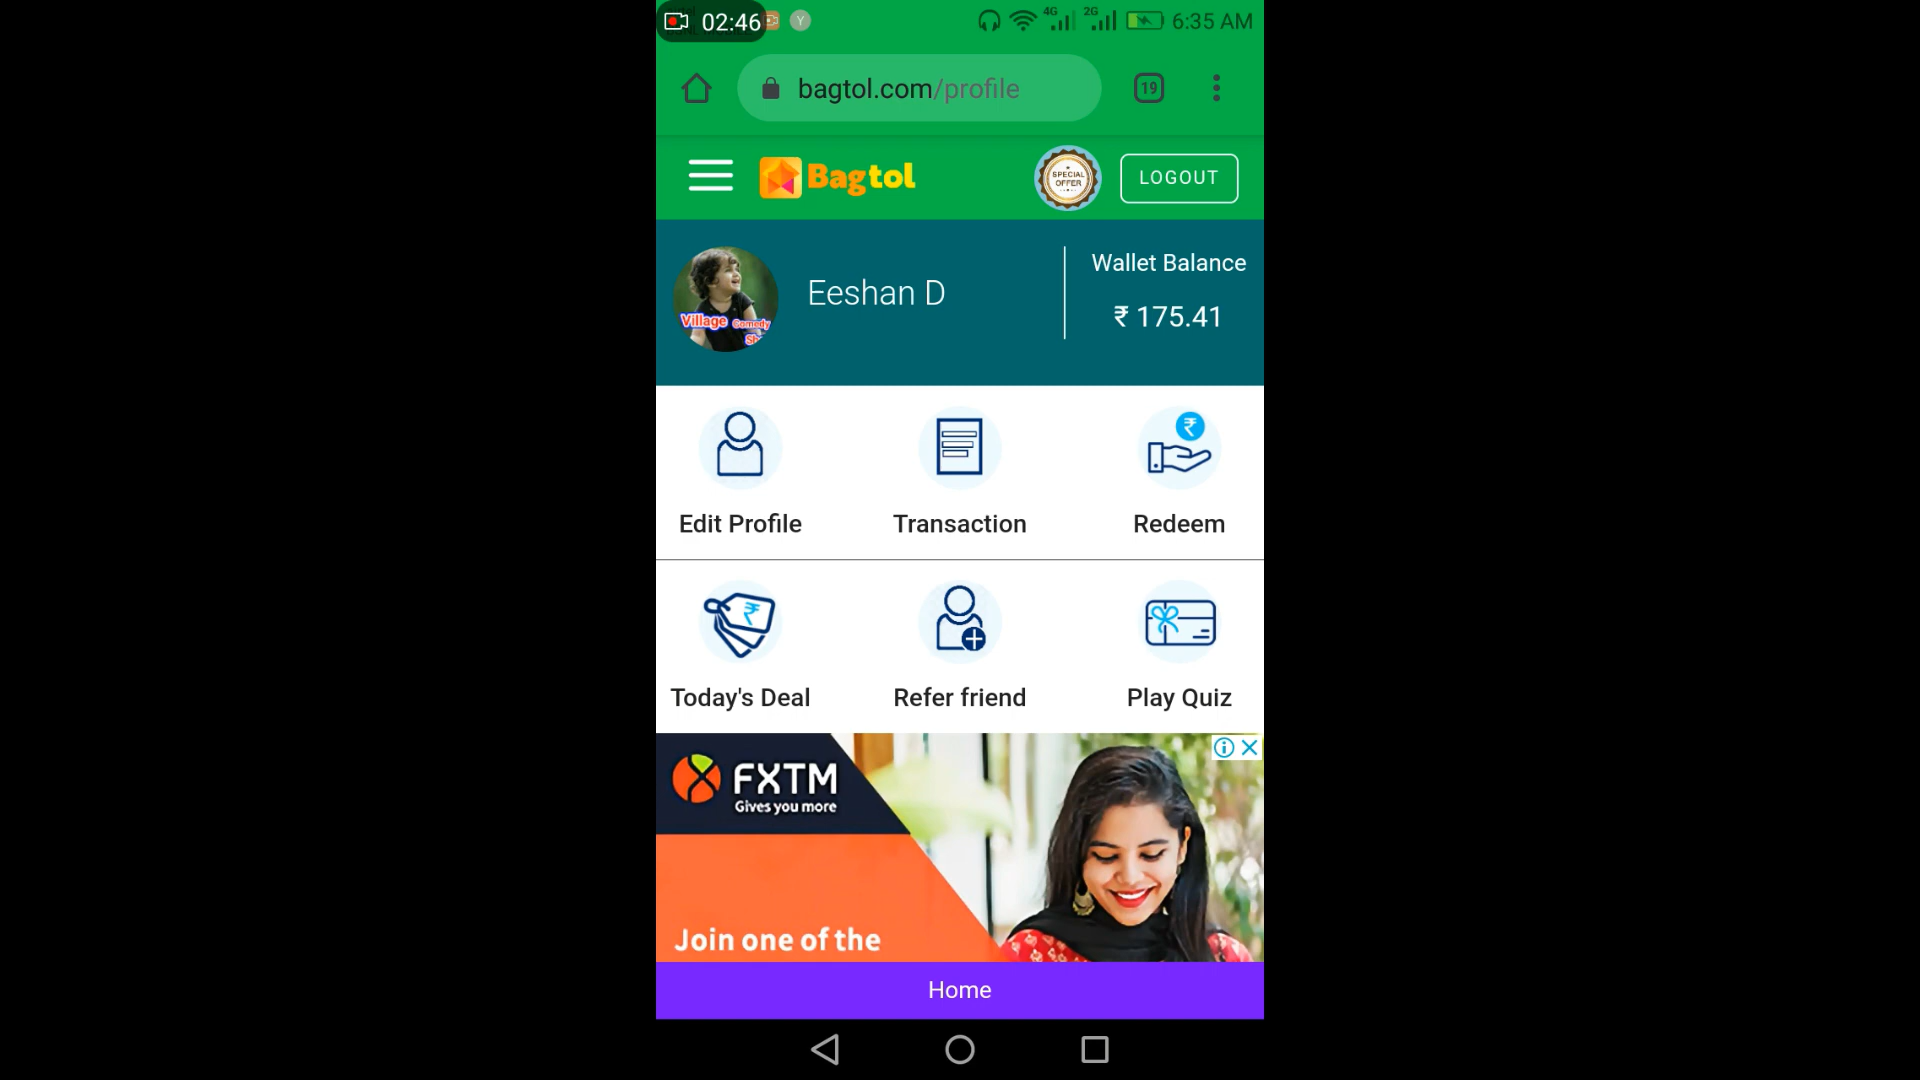 02:46
Y
4G
2G
6:35 AM
bagtol.com/profile
19
Bagtol
SPECIAL
OFFER
LOGOUT
Village Comedy
Eeshan D
Wallet Balance
₹ 175.41
Edit Profile
Transaction
Redeem
Today's Deal
Refer friend
Play Quiz
FXTM
Gives you more
Join one of the
Home